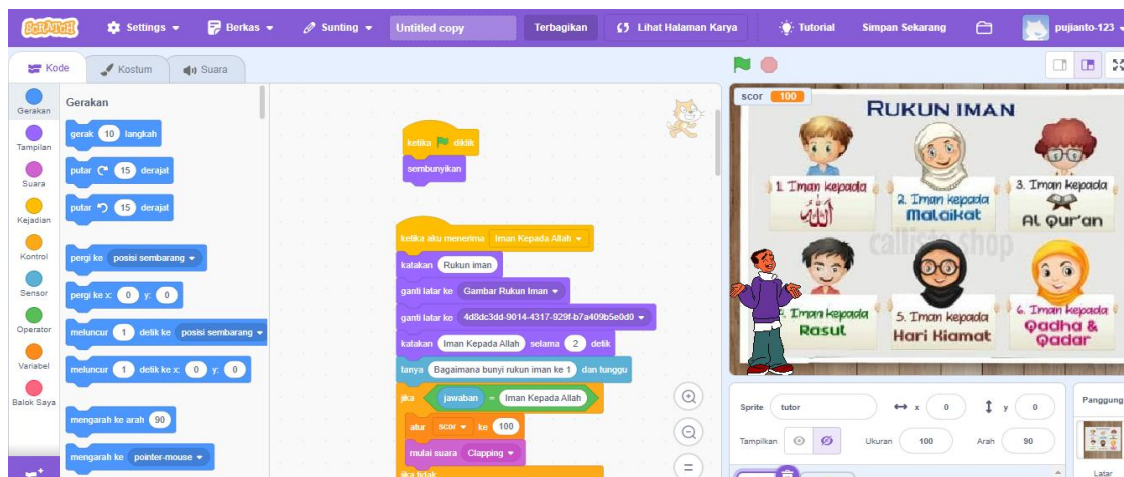 SCRATCH
Settings
Berkas
Sunting
Untitled copy
Terbagikan
Lihat Halaman Karya
Tutorial
Simpan Sekarang
pujianto-123
Kode
Kostum
Suara
Gerakan
Tampilan
Suara
Kejadian
Kontrol
Sensor
Operator
Variabel
Balok Saya
Gerakan
gerak 10 langkah
putar 15 derajat
putar 15 derajat
pergi ke posisi sembarang
pergi ke x: 0 y: 0
meluncur 1 detik ke posisi sembarang
meluncur 1 detik ke x: 0 y: 0
mengarah ke arah 90
mengarah ke pointer-mouse
ketika diklik
sembunyikan
ketika aku menerima Iman Kepada Allah
katakan Rukun iman
ganti latar ke Gambar Rukun Iman
ganti latar ke 4d8dc3dd-9014-4317-929f-b7a409b5e0d9
katakan Iman Kepada Allah selama 2 detik
tanya Bagaimana bunyi rukun iman ke 1 dan tunggu
jika jawaban = Iman Kepada Allah
atur scor ke 100
mulai suara Clapping
jika tidak
scor 100
RUKUN IMAN
1. Iman kepada
الله
2. Iman kepada
Malaikat
3. Iman kepada
Al Qur'an
callista shop
. Iman kepada
Rasul
5. Iman kepada
Hari Kiamat
6. Iman kepada
Qadha &
Qadar
Sprite tutor x 0 y 0
Tampilkan Ukuran 100 Arah 90
Panggung
Latar